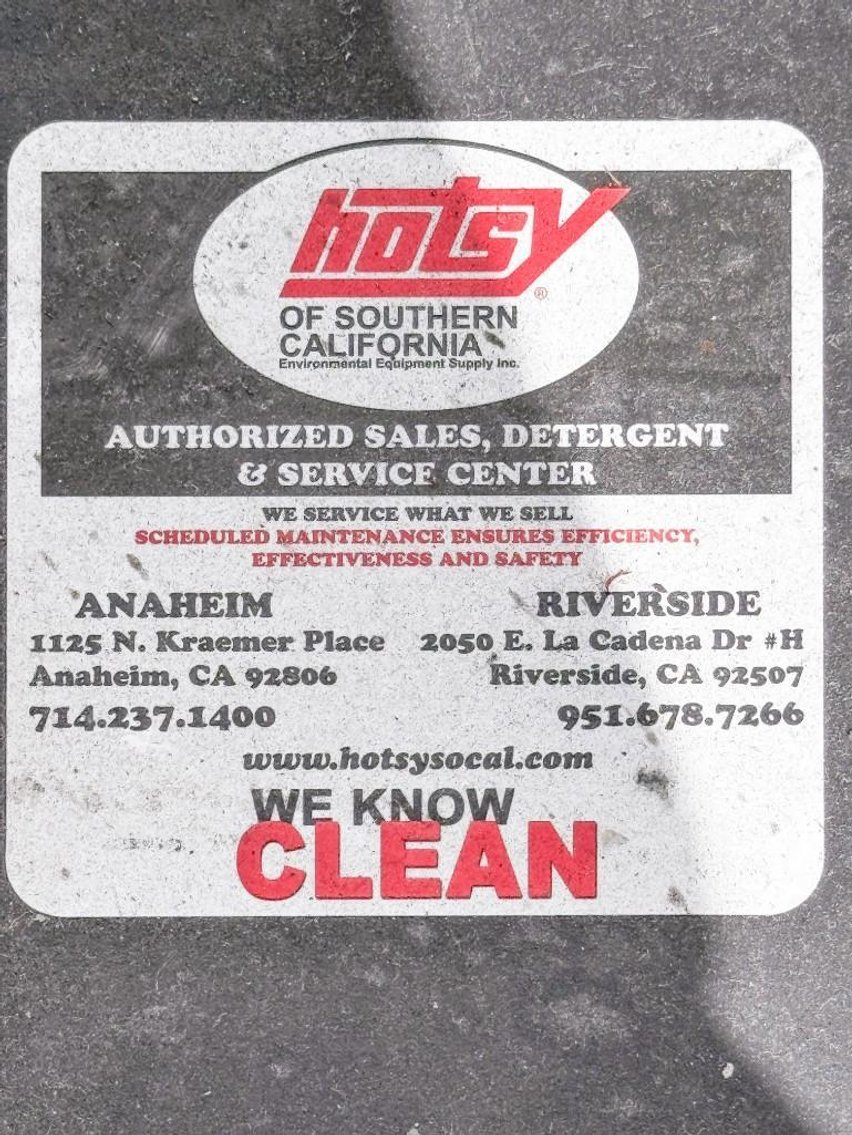 hotsy®
OF SOUTHERN
CALIFORNIA
Environmental Equipment Supply Inc.
AUTHORIZED SALES, DETERGENT
& SERVICE CENTER
WE SERVICE WHAT WE SELL
SCHEDULED MAINTENANCE ENSURES EFFICIENCY,
EFFECTIVENESS AND SAFETY
ANAHEIM RIVERSIDE
1125 N. Kraemer Place 2050 E. La Cadena Dr #H
Anaheim, CA 92806 Riverside, CA 92507
714.237.1400 951.678.7266
www.hotsysocal.com
WE KNOW
CLEAN